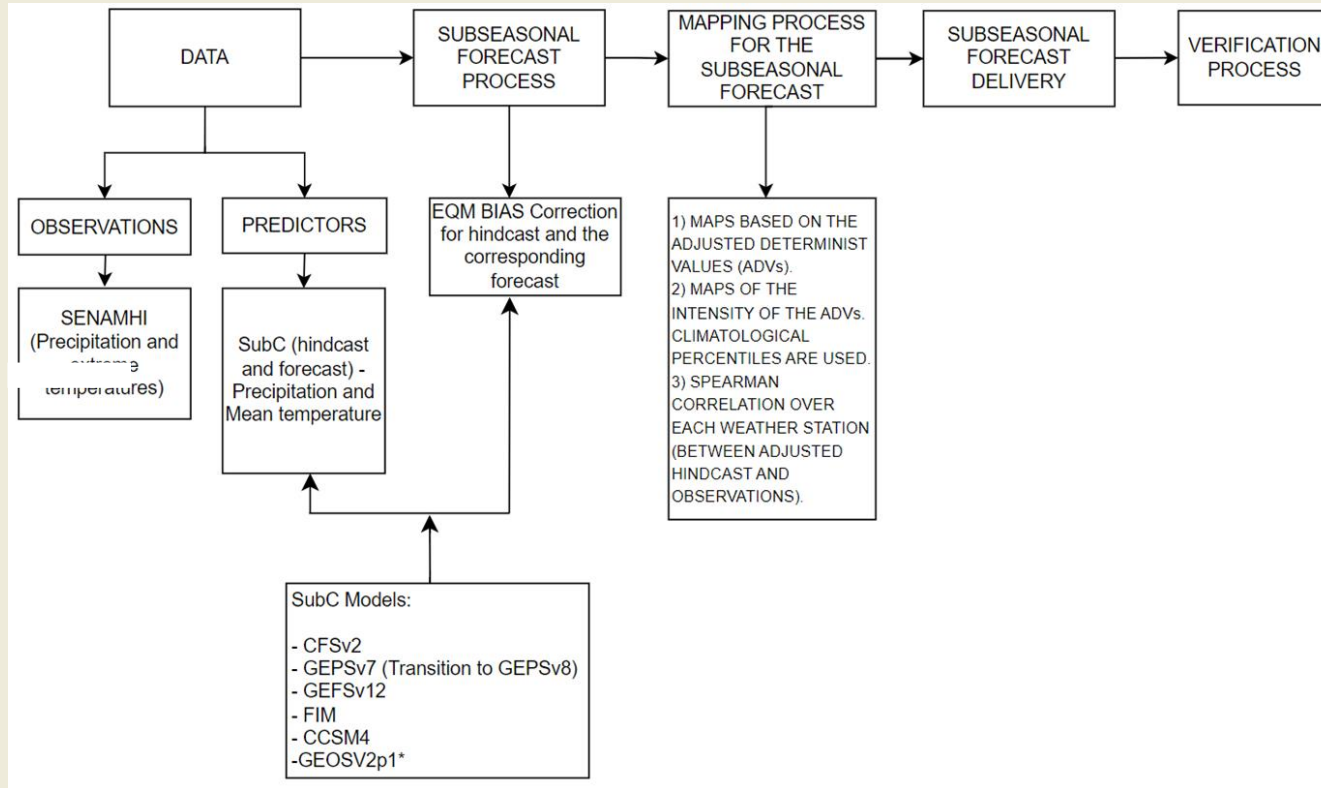 DATA
SUBSEASONAL
FORECAST
PROCESS
MAPPING PROCESS
FOR THE
SUBSEASONAL
FORECAST
SUBSEASONAL
FORECAST
DELIVERY
VERIFICATION
PROCESS
OBSERVATIONS
PREDICTORS
EQM BIAS Correction
for hindcast and the
corresponding
forecast
1) MAPS BASED ON THE
ADJUSTED DETERMINIST
VALUES (ADVs).
2) MAPS OF THE
INTENSITY OF THE ADVs.
CLIMATOLOGICAL
PERCENTILES ARE USED.
3) SPEARMAN
CORRELATION OVER
EACH WEATHER STATION
(BETWEEN ADJUSTED
HINDCAST AND
OBSERVATIONS).
SENAMHI
(Precipitation and
extreme
temperatures)
SubC (hindcast
and forecast) -
Precipitation and
Mean temperature
SubC Models:
- CFSv2
- GEPSv7 (Transition to GEPSv8)
- GEFSv12
- FIM
- CCSM4
-GEOSV2p1*